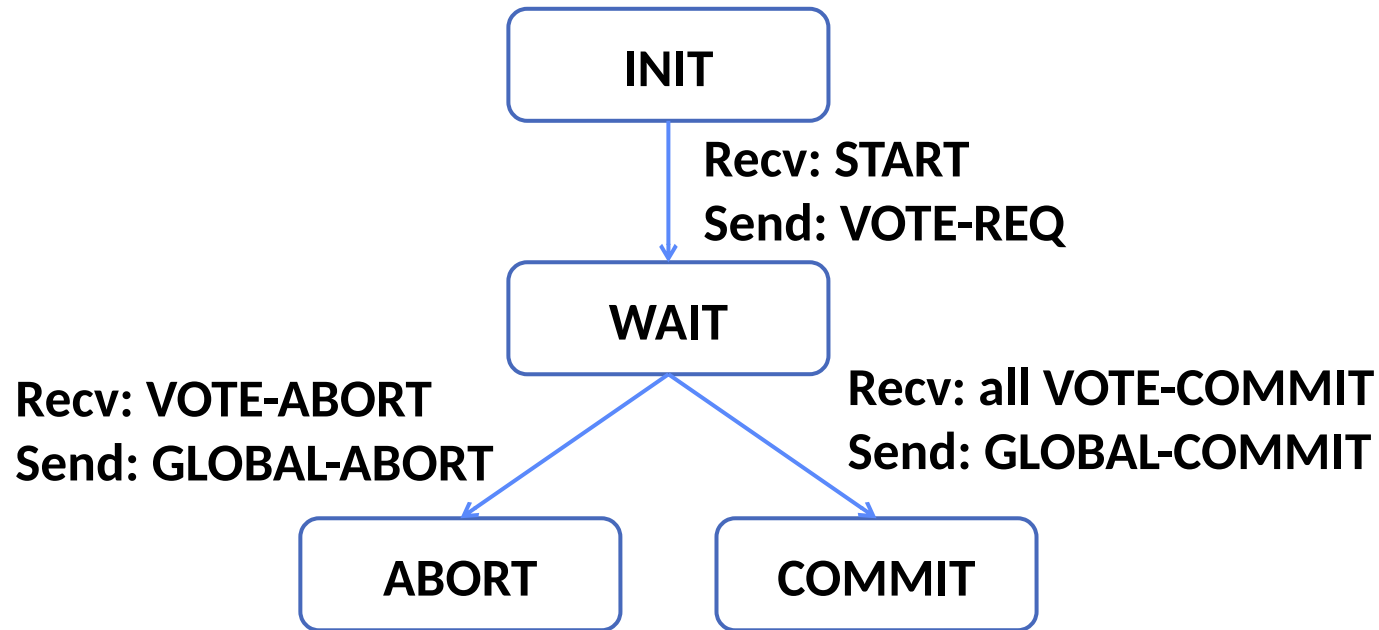 INIT
Recv: START
Send: VOTE-REQ
WAIT
Recv: VOTE-ABORT
Send: GLOBAL-ABORT
Recv: all VOTE-COMMIT
Send: GLOBAL-COMMIT
ABORT
COMMIT